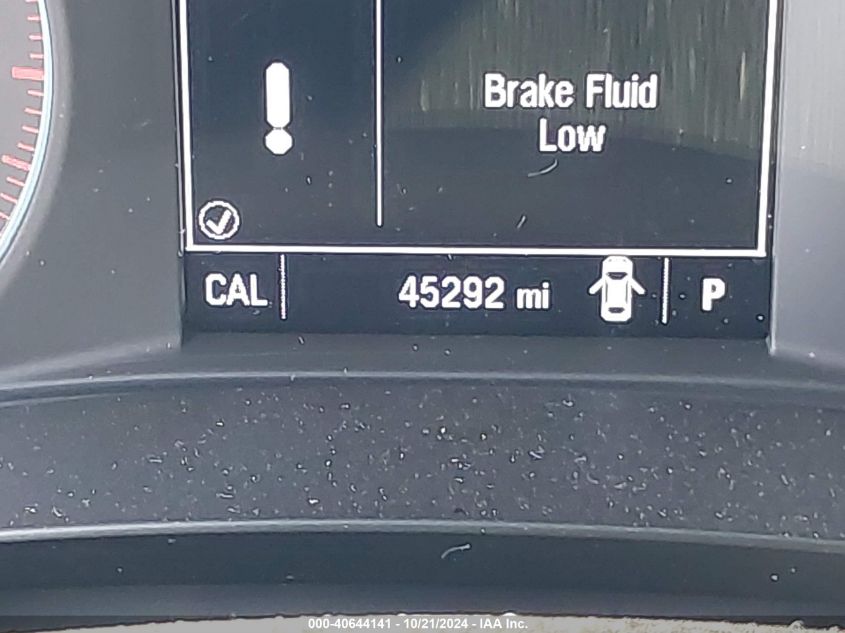 Brake Fluid
Low
CAL 45292 mi P
000-40644141 - 10/21/2024 - IAA Inc.